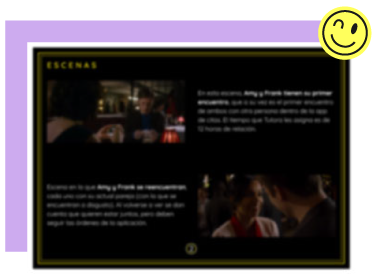 ESCENAS
En esta escena, Amy y Frank tienen su primer
encuentro, que a su vez es el primer encuentro
de ambos con otra persona dentro de la app
de citas. El tiempo que Tutora les asigna es de
12 horas de relación.
Escena en la que Amy y Frank se reencuentran,
cada uno con su actual pareja (con la que se
encuentran a disgusto). Al volverse a ver se dan
cuenta que quieren estar juntos, pero deben
seguir las órdenes de la aplicación.
2